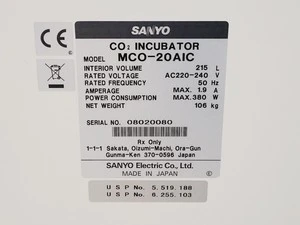 SANYO
CO₂ INCUBATOR
MODEL MCO-20AIC
INTERIOR VOLUME 215 L
RATED VOLTAGE AC220-240 V
RATED FREQUENCY 50 Hz
AMPERAGE MAX. 1.9 A
POWER MAX.380 W
NET WEIGHT 106 kg
SERIAL NO. 08020080
Rx Only
1-1-1 Sakata, Oizumi-Machi, Ora-Gun
Gunma-Ken 370-0596 Japan
SANYO Electric Co., Ltd.
MADE IN JAPAN
USP No. 5.519.188
USP No. 6.255.103
CE